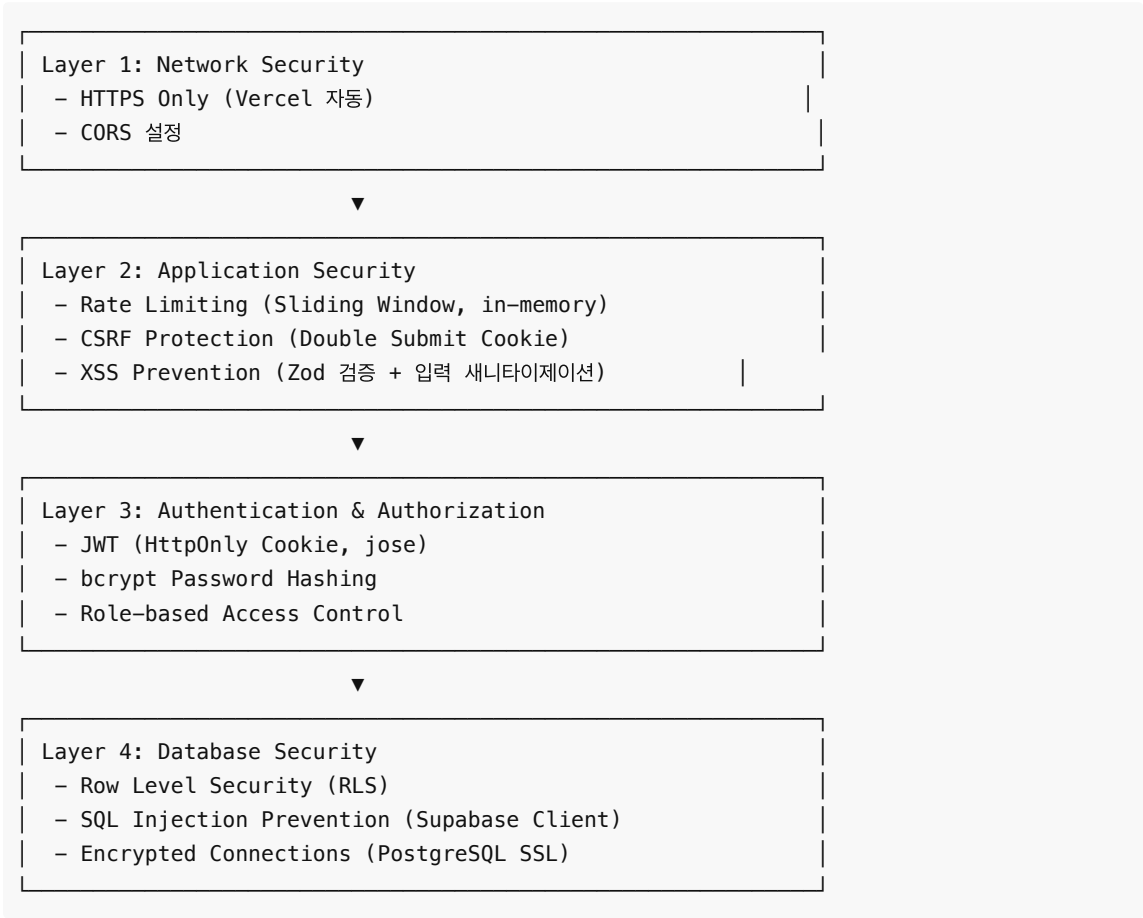 Layer 1: Network Security
- HTTPS Only (Vercel 자동)
- CORS 설정
▼
Layer 2: Application Security
- Rate Limiting (Sliding Window, in-memory)
- CSRF Protection (Double Submit Cookie)
- XSS Prevention (Zod 검증 + 입력 새니타이제이션)
▼
Layer 3: Authentication & Authorization
- JWT (HttpOnly Cookie, jose)
- bcrypt Password Hashing
- Role-based Access Control
▼
Layer 4: Database Security
- Row Level Security (RLS)
- SQL Injection Prevention (Supabase Client)
- Encrypted Connections (PostgreSQL SSL)